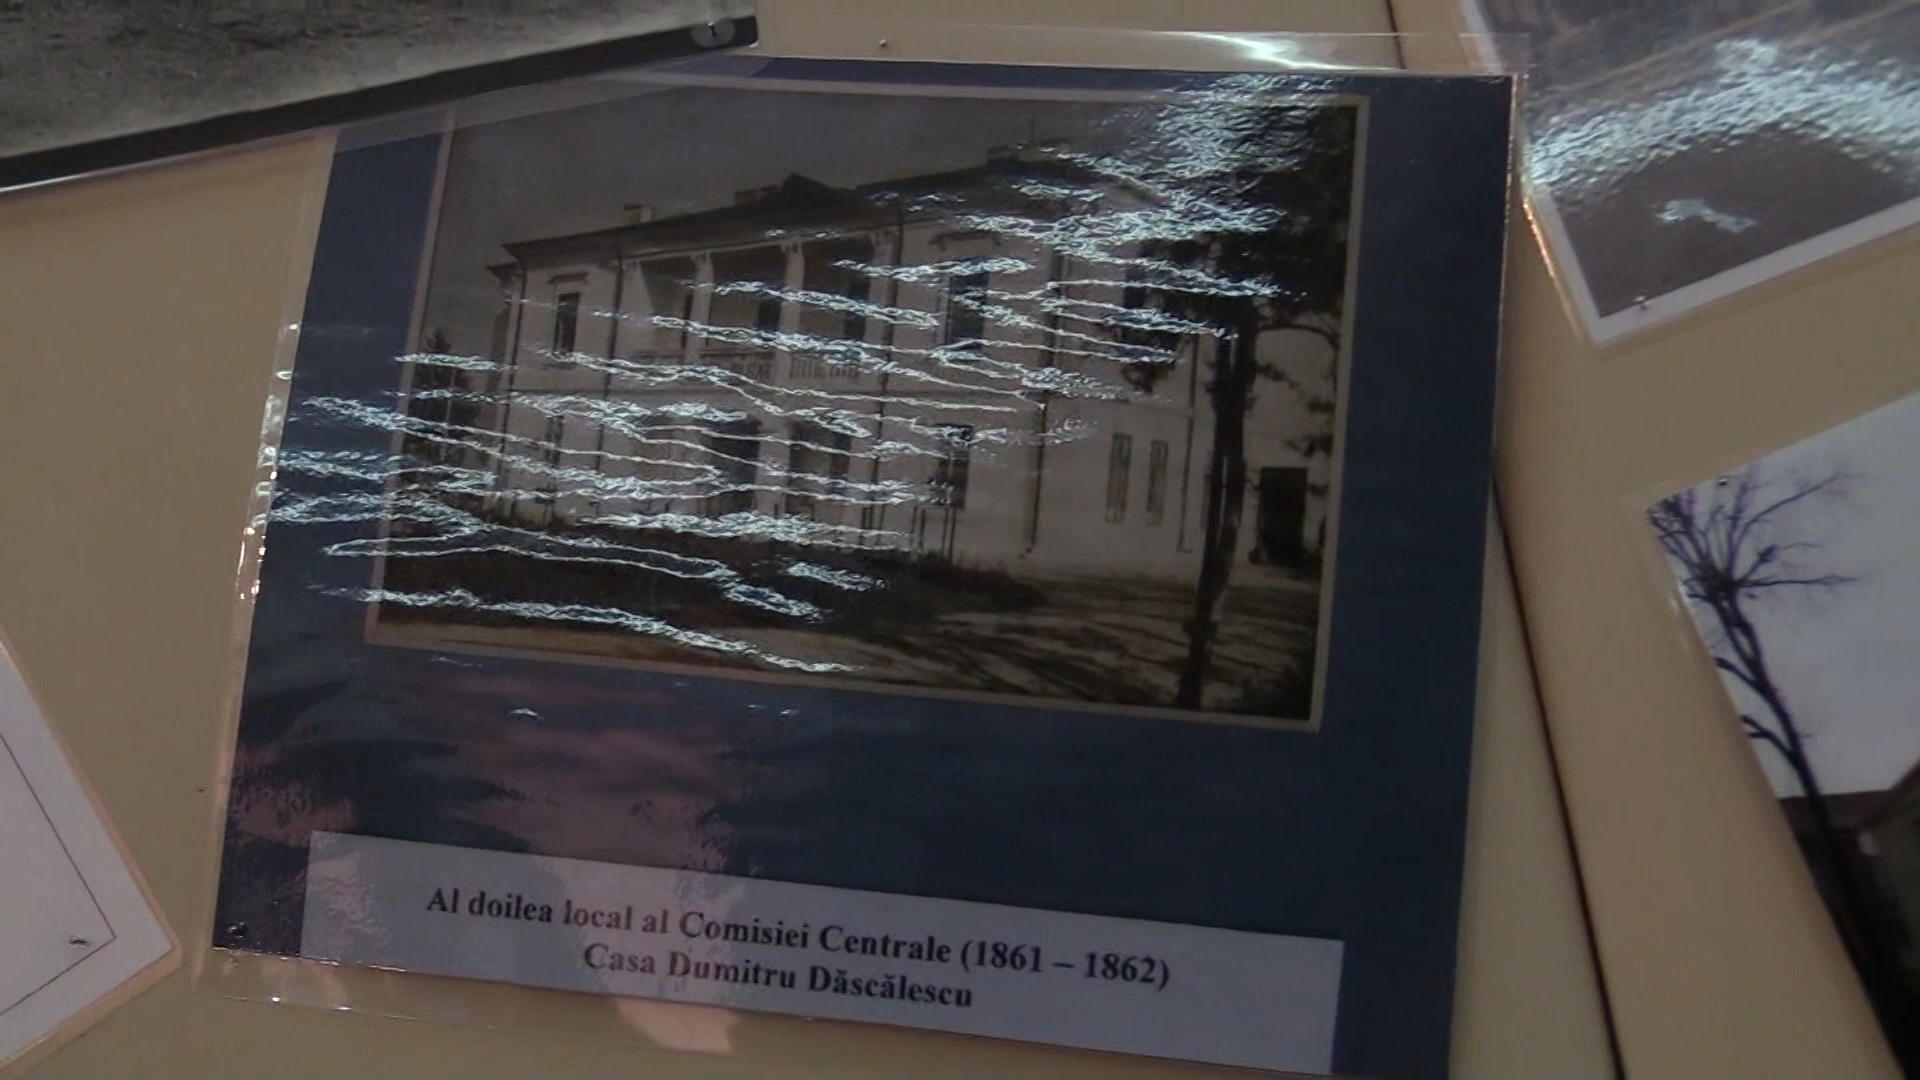 Al doilea local al Comisiei Centrale (1861 – 1862)
Casa Dumitru Dăscălescu